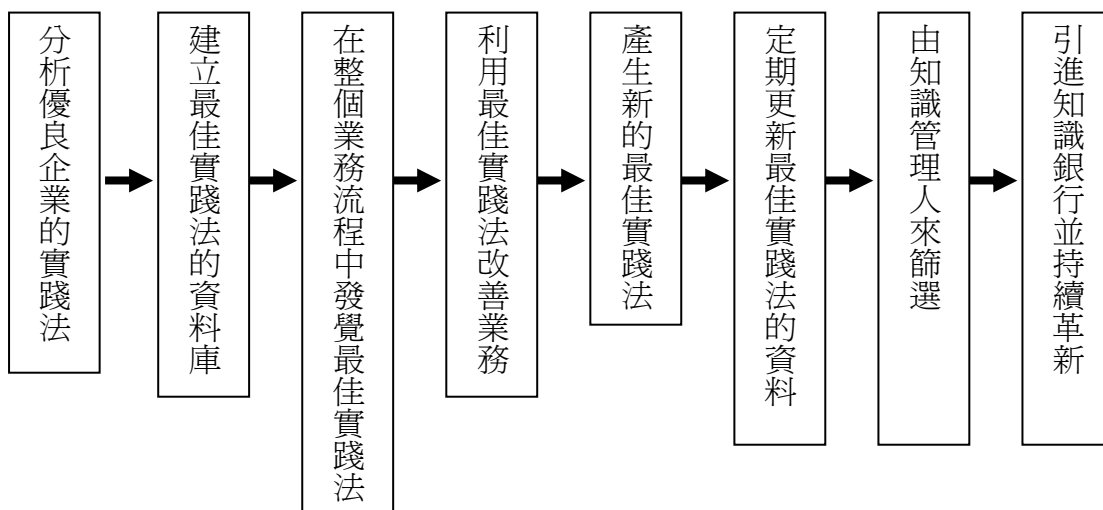 分析優良企業的實踐法
建立最佳實踐法的資料庫
在整個業務流程中發覺最佳實踐法
利用最佳實踐法改善業務
產生新的最佳實踐法
定期更新最佳實踐法的資料
由知識管理人來篩選
引進知識銀行並持續革新